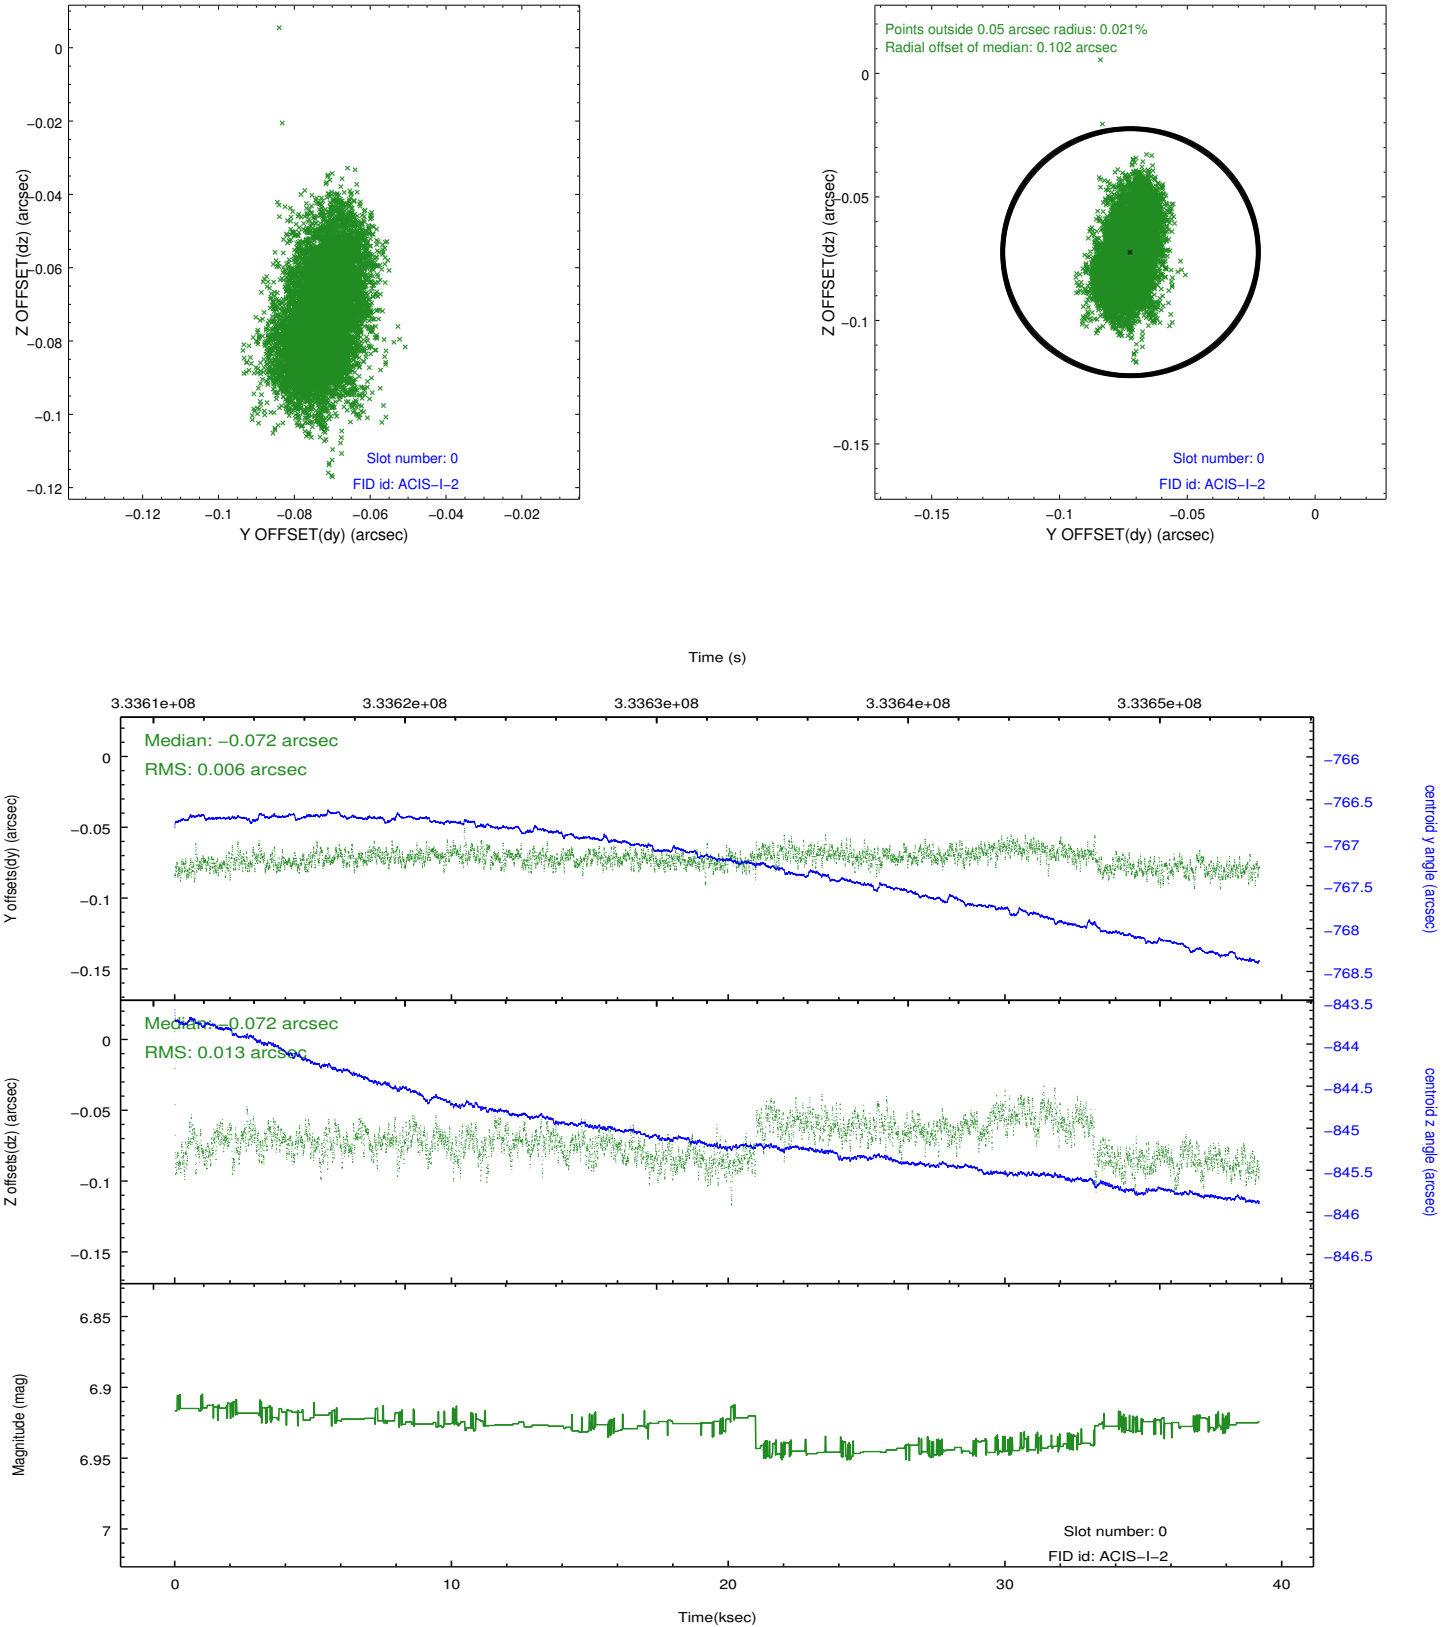 0
−0.02
−0.04
−0.06
−0.08
−0.1
−0.12
Z OFFSET(dz) (arcsec)
−0.12
−0.1
−0.08
−0.06
−0.04
−0.02
Y OFFSET(dy) (arcsec)
Slot number: 0
FID id: ACIS−I−2
Points outside 0.05 arcsec radius: 0.021%
Radial offset of median: 0.102 arcsec
0
−0.05
−0.1
−0.15
Z OFFSET(dz) (arcsec)
−0.15
−0.1
−0.05
0
Y OFFSET(dy) (arcsec)
Slot number: 0
FID id: ACIS−I−2
Time (s)
3.3361e+08
3.3362e+08
3.3363e+08
3.3364e+08
3.3365e+08
Median: −0.072 arcsec
RMS: 0.006 arcsec
0
−0.05
−0.1
−0.15
Y offsets(dy) (arcsec)
−766
−766.5
−767
−767.5
−768
−768.5
centroid y angle (arcsec)
Median: −0.072 arcsec
RMS: 0.013 arcsec
0
−0.05
−0.1
−0.15
Z offsets(dz) (arcsec)
−843.5
−844
−844.5
−845
−845.5
−846
−846.5
centroid z angle (arcsec)
6.85
6.9
6.95
7
Magnitude (mag)
Slot number: 0
FID id: ACIS−I−2
0
10
20
30
40
Time(ksec)